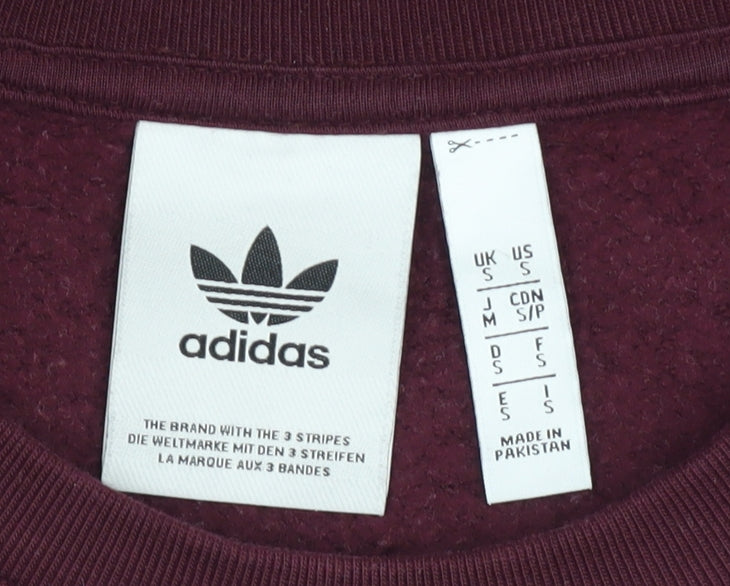 adidas
THE BRAND WITH THE 3 STRIPES
DIE WELTMARKE MIT DEN 3 STREIFEN
LA MARQUE AUX 3 BANDES
UK US
S S
J CDN
M S/P
D F
S S
E I
S S
MADE IN
PAKISTAN